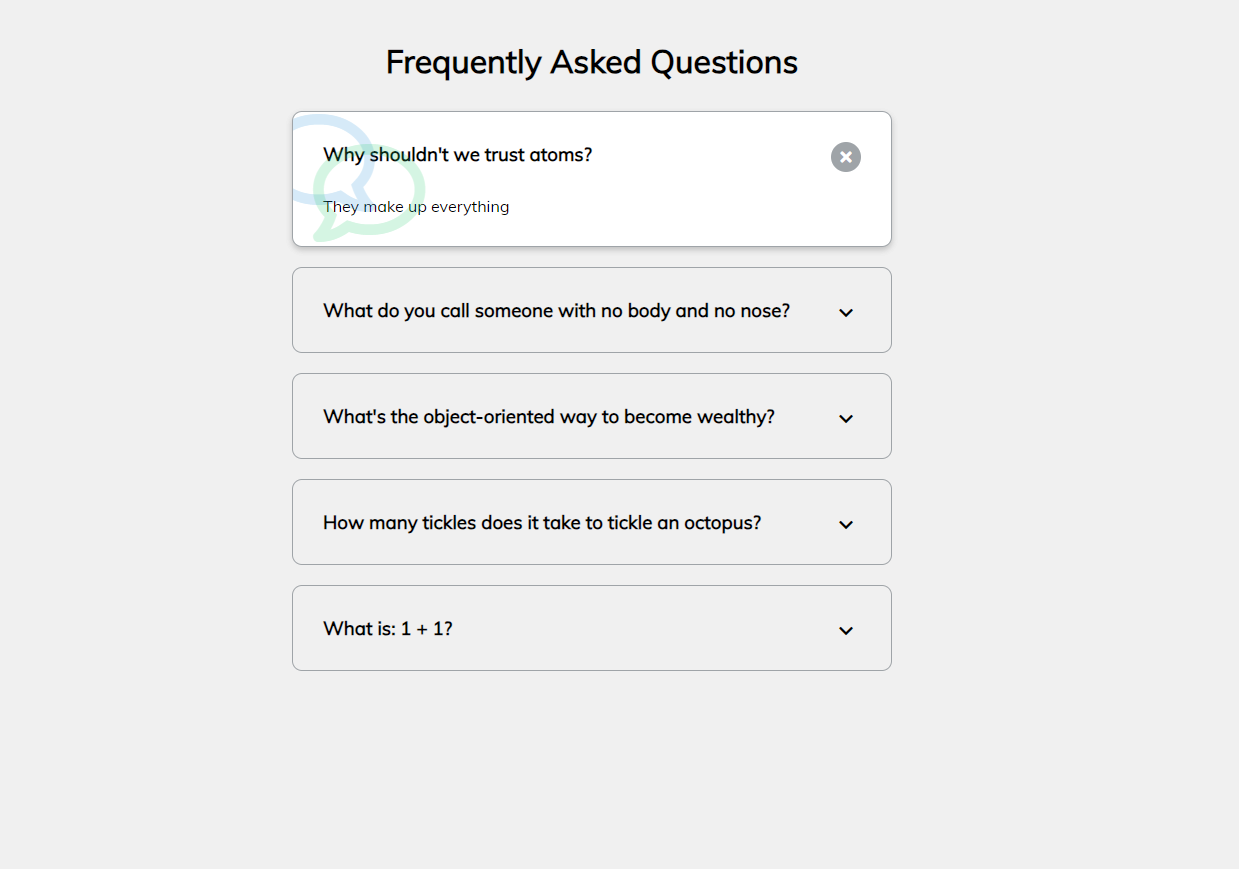 Frequently Asked Questions
Why shouldn't we trust atoms?
They make up everything
What do you call someone with no body and no nose?
What's the object-oriented way to become wealthy?
How many tickles does it take to tickle an octopus?
What is: 1 + 1?